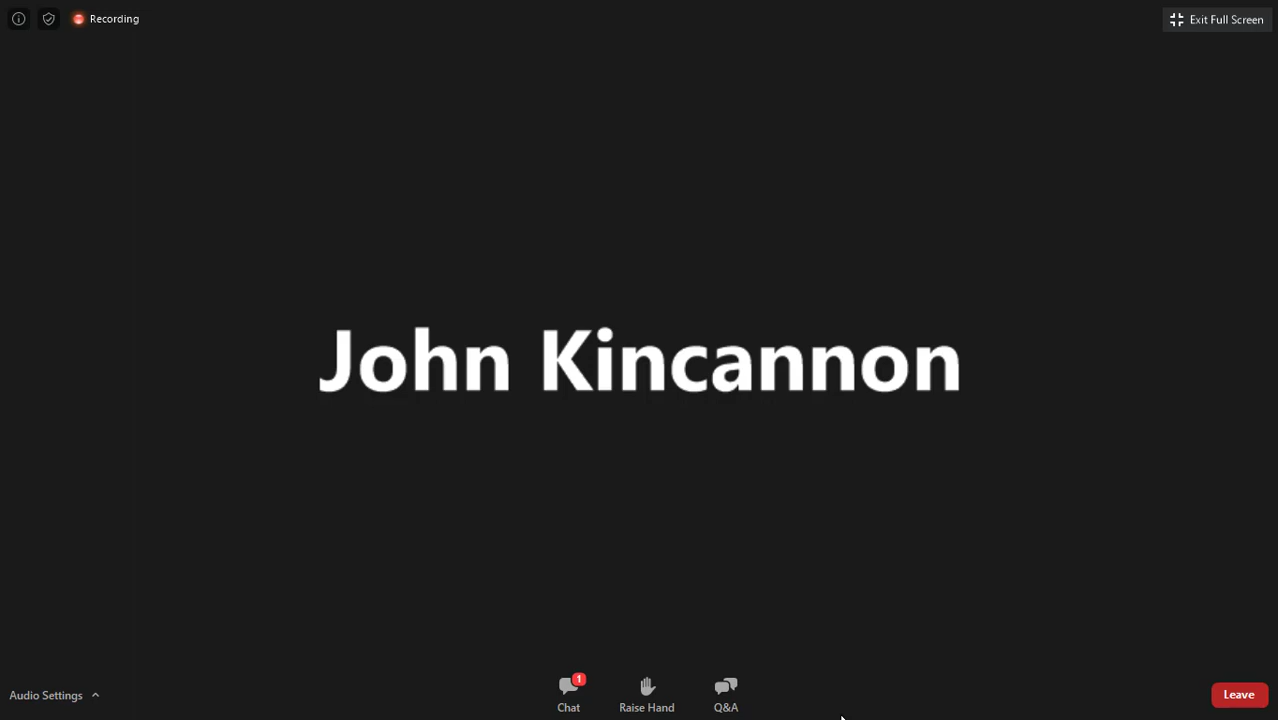 Recording
Exit Full Screen
John Kincannon
Audio Settings
1
Chat
Raise Hand
Q&A
Leave